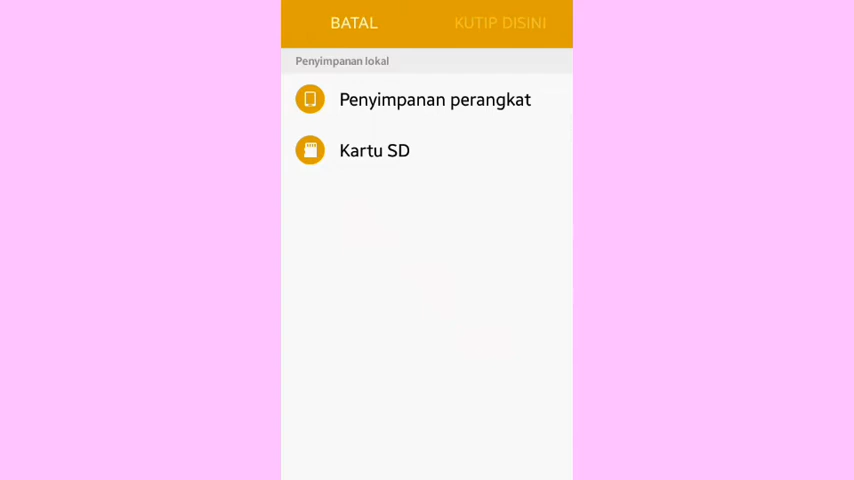 BATAL KUTIP DISINI
Penyimpanan lokal
Penyimpanan perangkat
Kartu SD